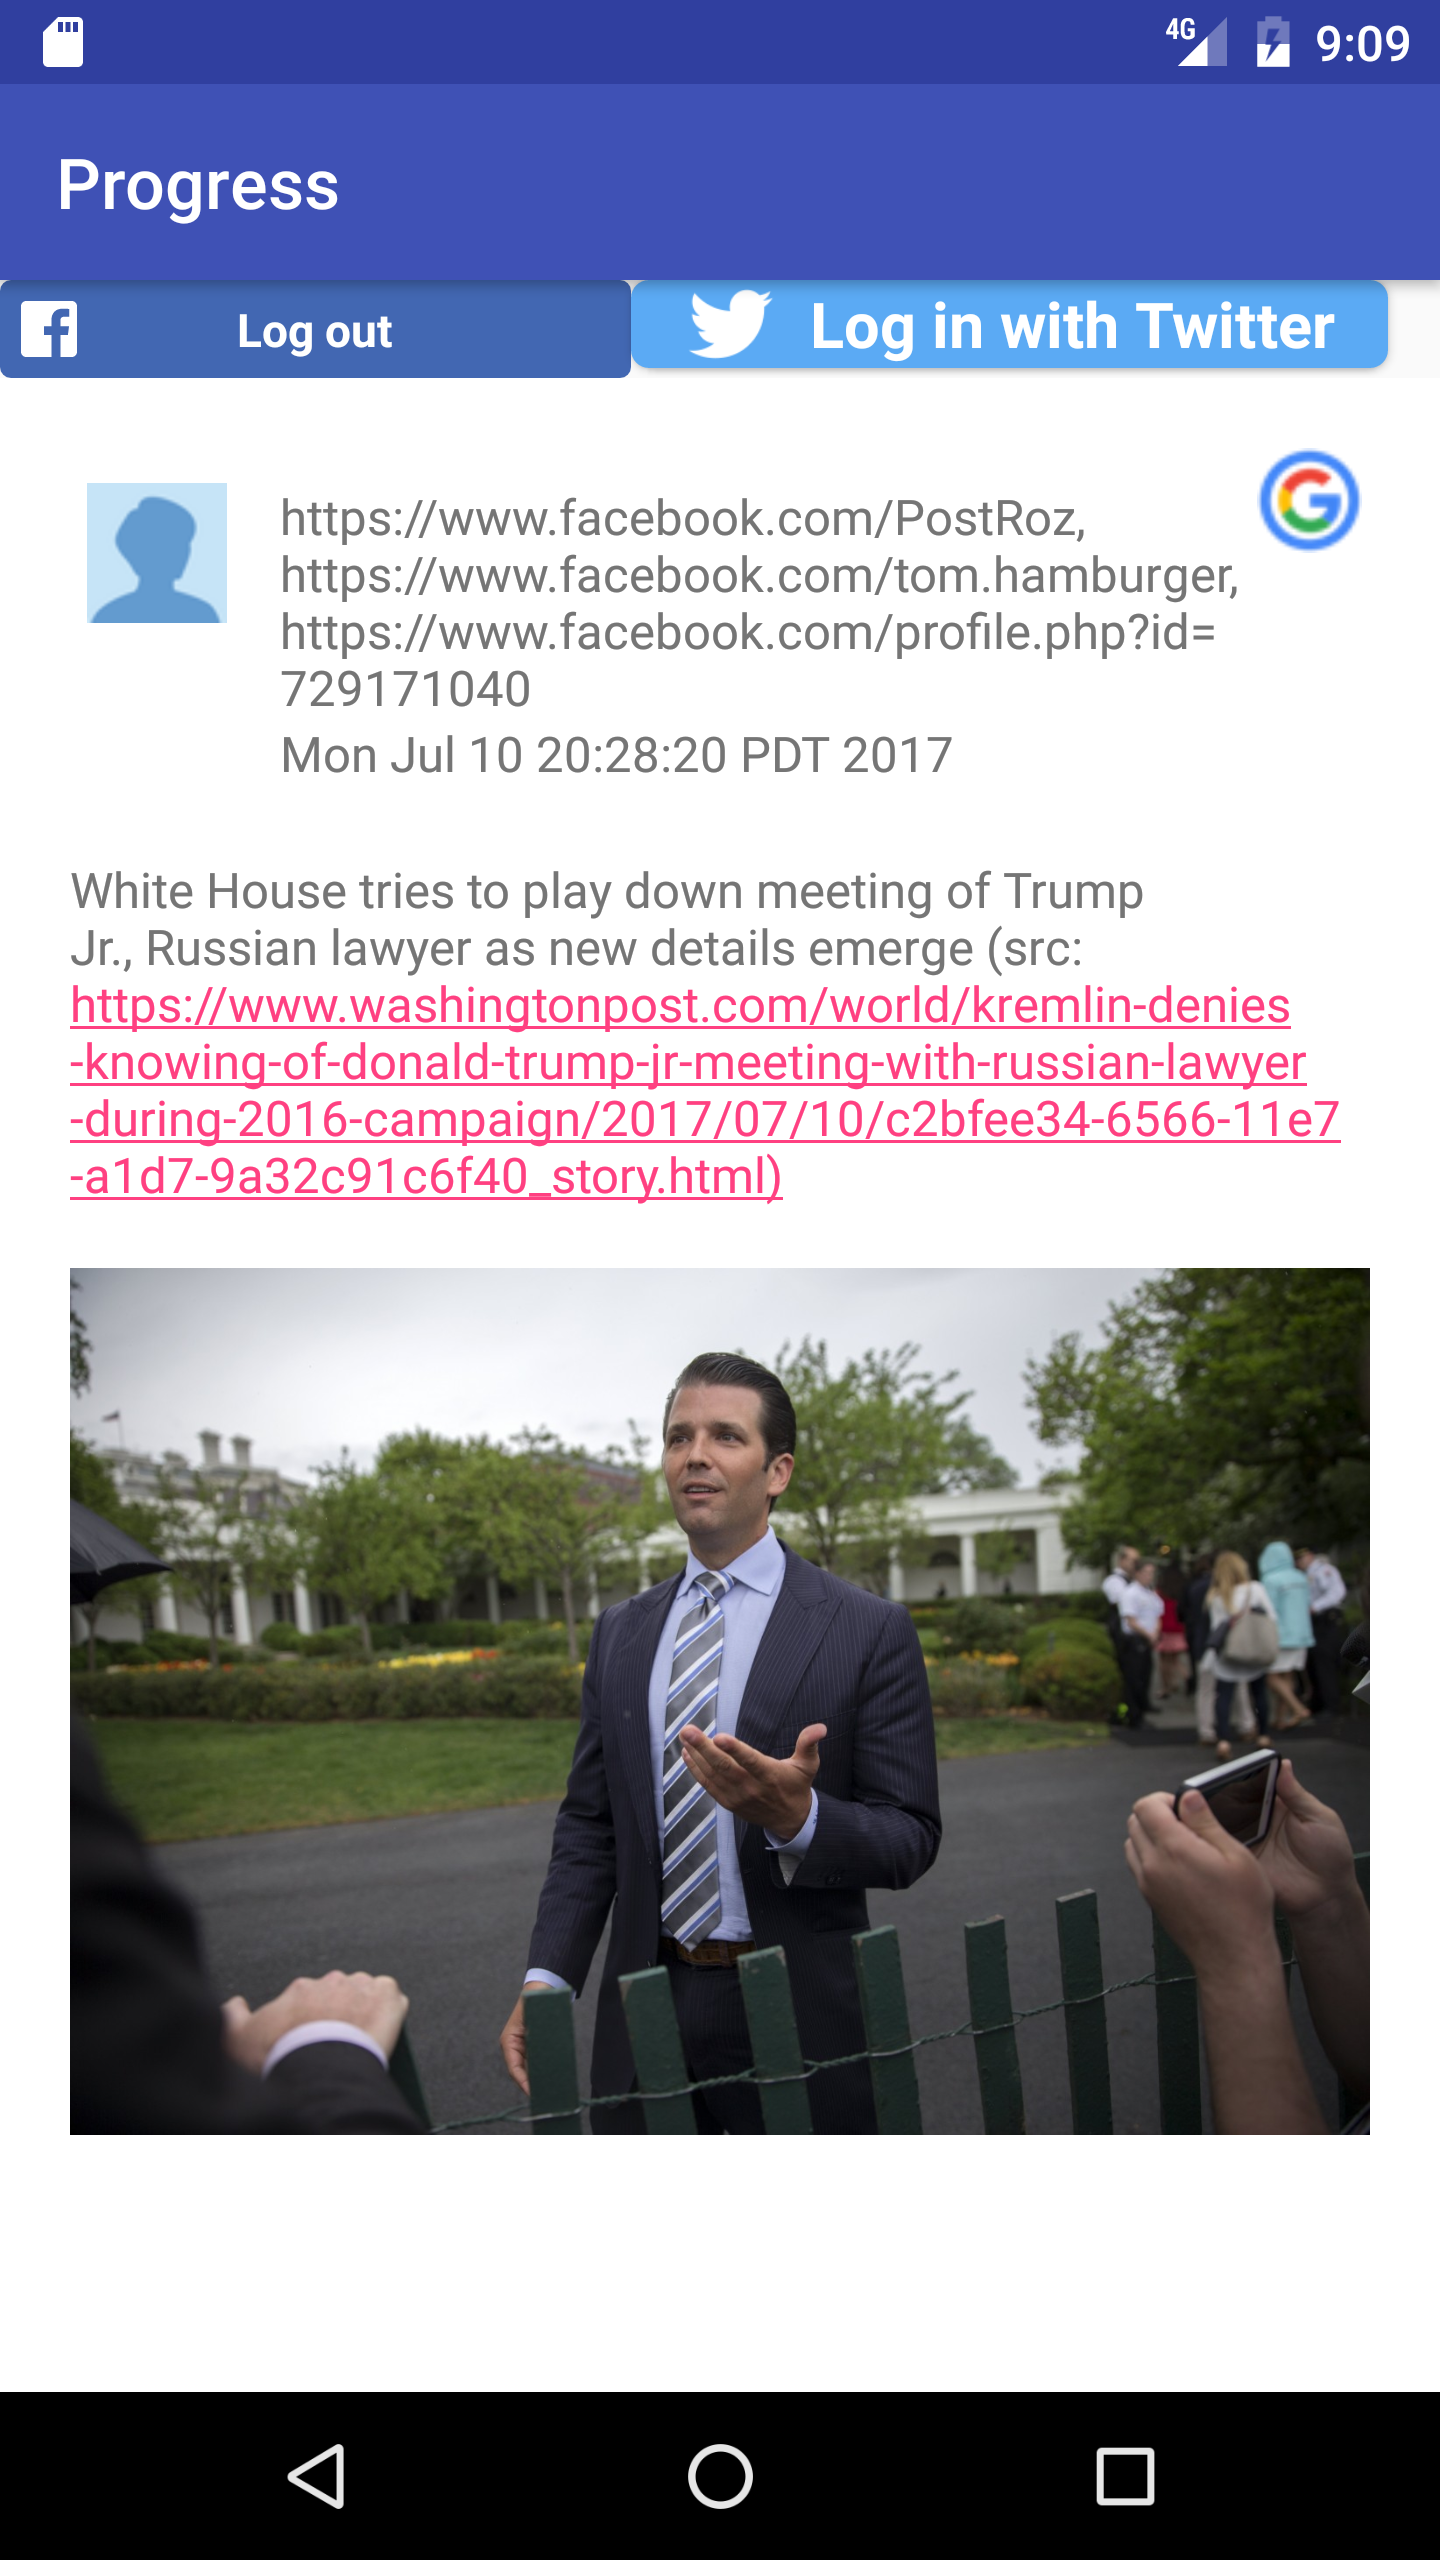 4G 9:09
Progress
Log out
Log in with Twitter
https://www.facebook.com/PostRoz,
https://www.facebook.com/tom.hamburger,
https://www.facebook.com/profile.php?id=
729171040
Mon Jul 10 20:28:20 PDT 2017
White House tries to play down meeting of Trump
Jr., Russian lawyer as new details emerge (src:
https://www.washingtonpost.com/world/kremlin-denies
-knowing-of-donald-trump-jr-meeting-with-russian-lawyer
-during-2016-campaign/2017/07/10/c2bfee34-6566-11e7
-a1d7-9a32c91c6f40_story.html)